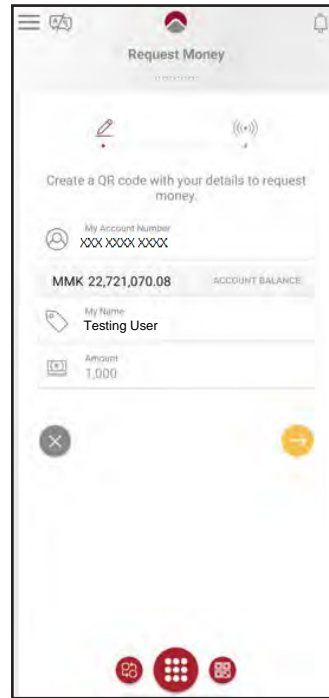 Request Money
Create a QR code with your details to request
money.
My Account Number
XXX XXXX XXXX
MMK 22,721,070.08 ACCOUNT BALANCE
My Name
Testing User
Amount
1,000